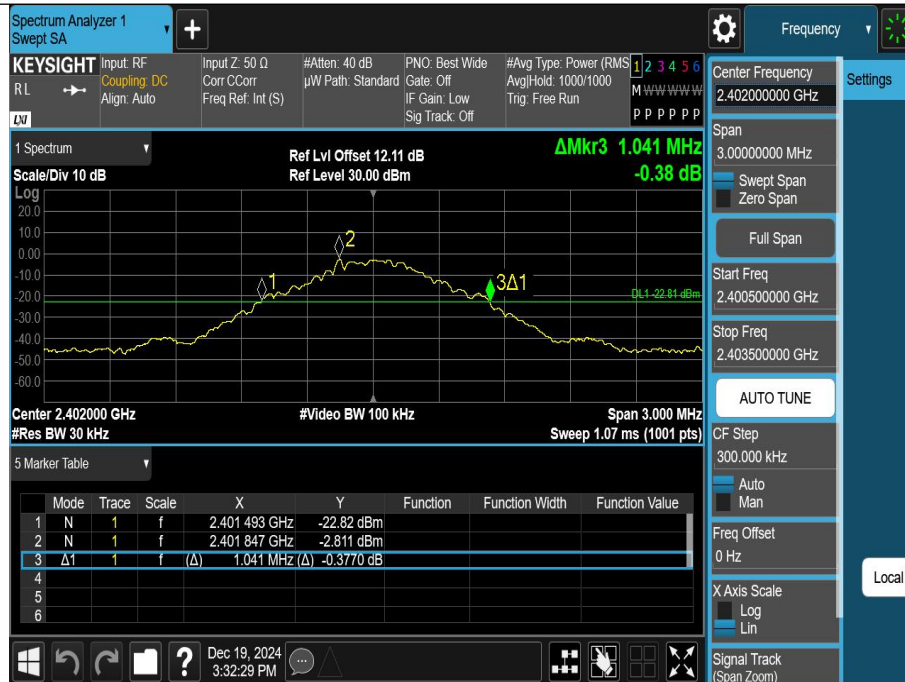 Spectrum Analyzer 1
Swept SA
+
Frequency
KEYSIGHT
RL
LXI
Input: RF
Coupling: DC
Align: Auto
Input Z: 50 Ω
Corr CCorr
Freq Ref: Int (S)
#Atten: 40 dB
µW Path: Standard
PNO: Best Wide
Gate: Off
IF Gain: Low
Sig Track: Off
#Avg Type: Power (RMS
Avg|Hold: 1000/1000
Trig: Free Run
1 2 3 4 5 6
M W W W W W
P P P P P P
1 Spectrum
Scale/Div 10 dB
Ref Lvl Offset 12.11 dB
Ref Level 30.00 dBm
ΔMkr3 1.041 MHz
-0.38 dB
Log
20.0
10.0
0.00
-10.0
-20.0
-30.0
-40.0
-50.0
-60.0
1
2
3Δ1
DL1 -22.81 dBm
Center 2.402000 GHz
#Video BW 100 kHz
Span 3.000 MHz
#Res BW 30 kHz
Sweep 1.07 ms (1001 pts)
5 Marker Table
Mode Trace Scale X Y Function Function Width Function Value
1 N 1 f 2.401 493 GHz -22.82 dBm
2 N 1 f 2.401 847 GHz -2.811 dBm
3 Δ1 1 f (Δ) 1.041 MHz (Δ) -0.3770 dB
4
5
6
?
Dec 19, 2024
3:32:29 PM
Center Frequency
2.402000000 GHz
Span
3.00000000 MHz
Swept Span
Zero Span
Full Span
Start Freq
2.400500000 GHz
Stop Freq
2.403500000 GHz
AUTO TUNE
CF Step
300.000 kHz
Auto
Man
Freq Offset
0 Hz
X Axis Scale
Log
Lin
Signal Track
(Span Zoom)
Settings
Local